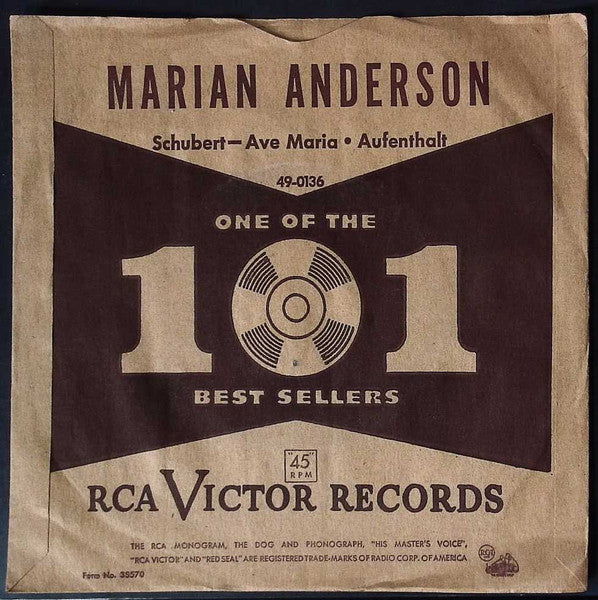 MARIAN ANDERSON
Schubert—Ave Maria • Aufenthalt
49-0136
ONE OF THE
101
BEST SELLERS
"45"
RPM
RCA VICTOR RECORDS
THE RCA MONOGRAM, THE DOG AND PHONOGRAPH, "HIS MASTER'S VOICE",
"RCA VICTOR" AND "RED SEAL" ARE REGISTERED TRADE-MARKS OF RADIO CORP. OF AMERICA
RCA
Form No. 3S570